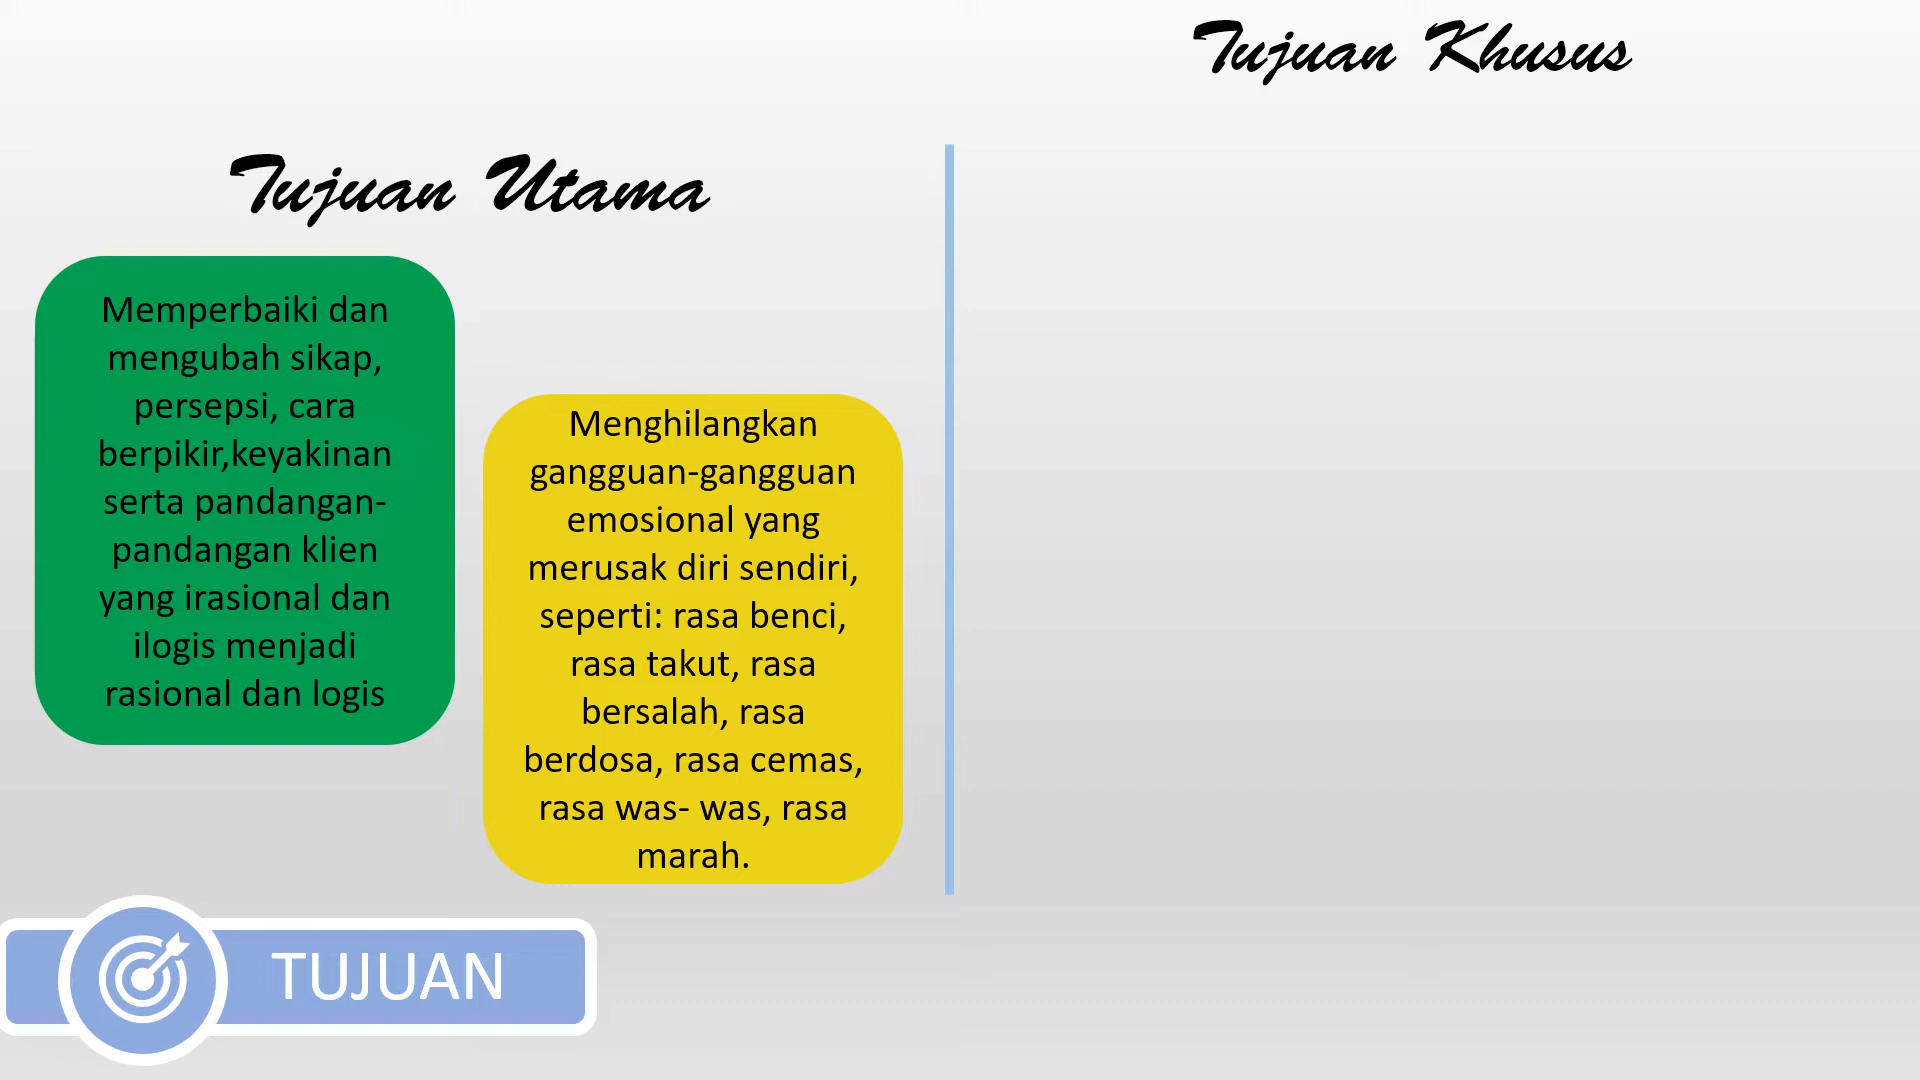 Tujuan Utama
Memperbaiki dan
mengubah sikap,
persepsi, cara
berpikir,keyakinan
serta pandangan-
pandangan klien
yang irasional dan
ilogis menjadi
rasional dan logis
Menghilangkan
gangguan-gangguan
emosional yang
merusak diri sendiri,
seperti: rasa benci,
rasa takut, rasa
bersalah, rasa
berdosa, rasa cemas,
rasa was- was, rasa
marah.
Tujuan Khusus
TUJUAN